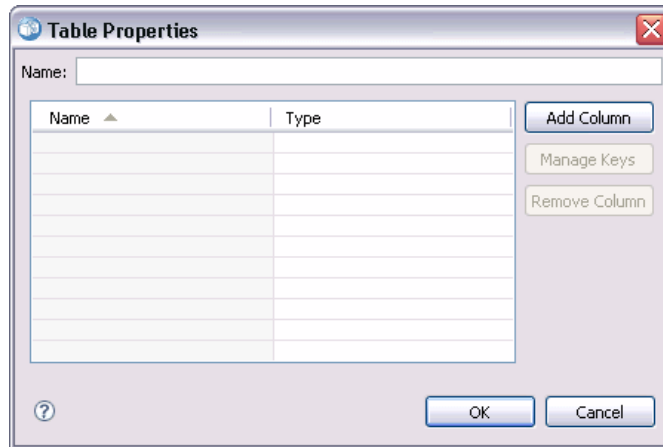 Table Properties
Name:
Name Type
Add Column
Manage Keys
Remove Column
?
OK Cancel